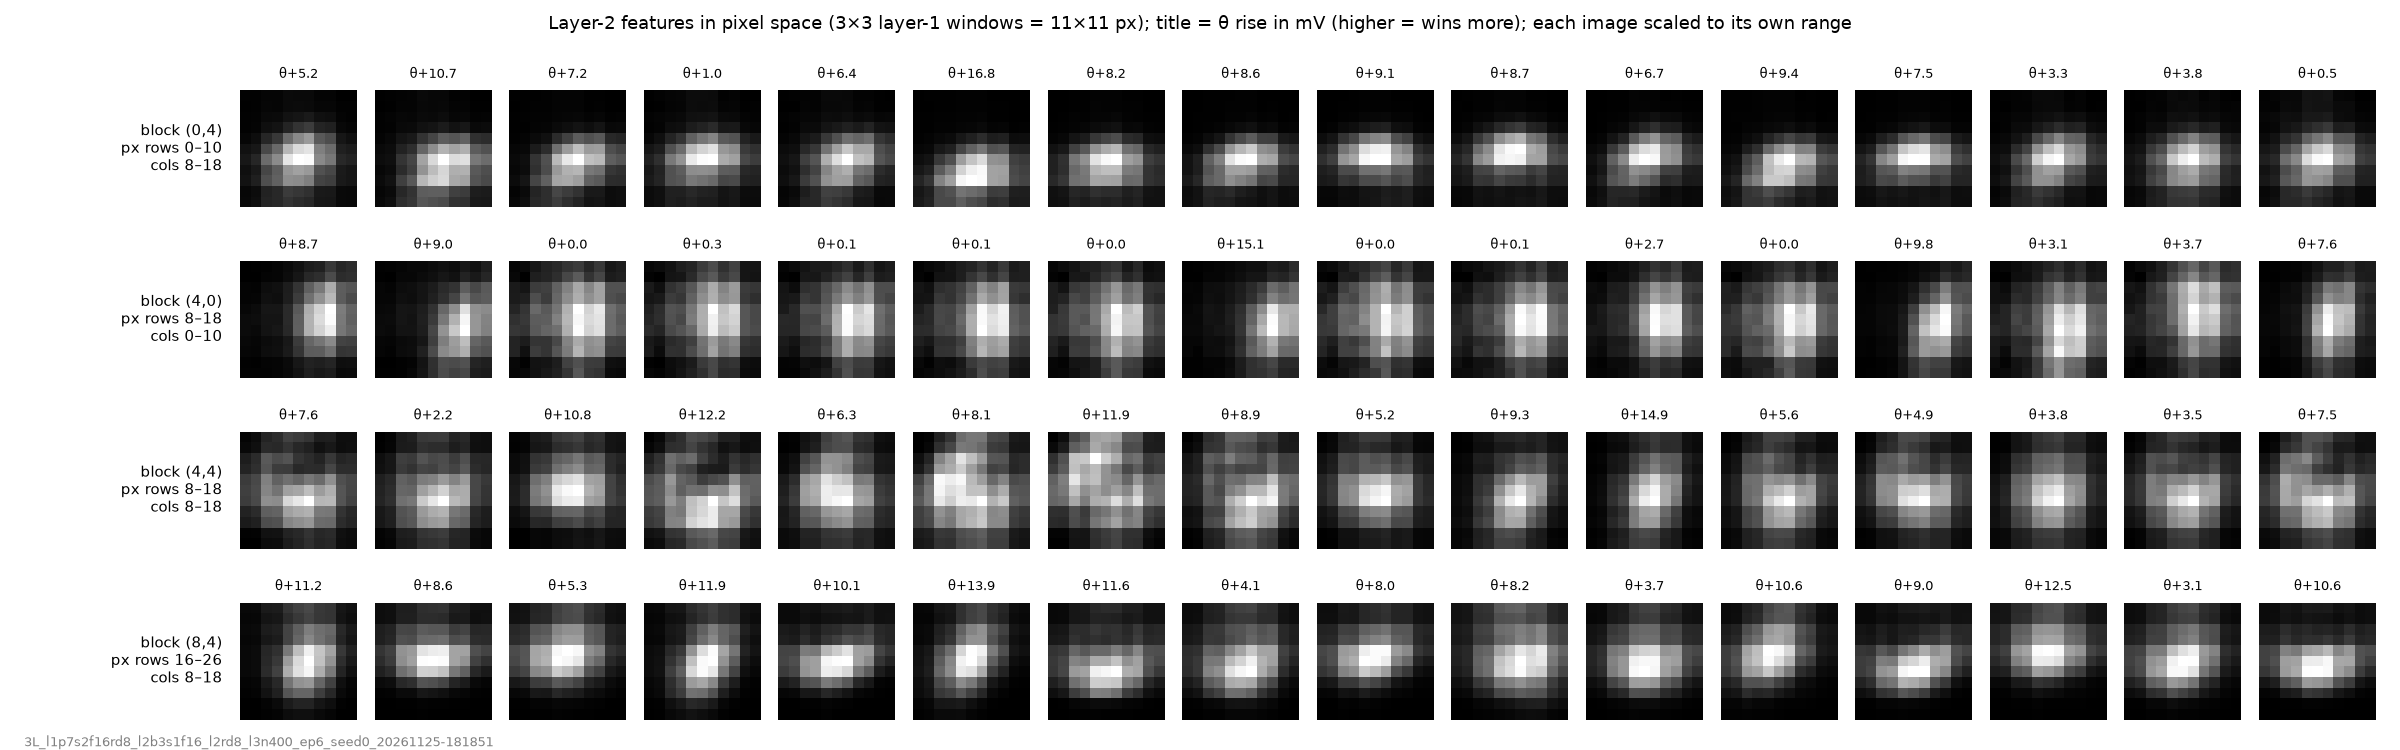 Layer-2 features in pixel space (3×3 layer-1 windows = 11×11 px); title = θ rise in mV (higher = wins more); each image scaled to its own range
θ+5.2 θ+10.7 θ+7.2 θ+1.0 θ+6.4 θ+16.8 θ+8.2 θ+8.6 θ+9.1 θ+8.7 θ+6.7 θ+9.4 θ+7.5 θ+3.3 θ+3.8 θ+0.5
block (0,4)
px rows 0–10
cols 8–18
θ+8.7 θ+9.0 θ+0.0 θ+0.3 θ+0.1 θ+0.1 θ+0.0 θ+15.1 θ+0.0 θ+0.1 θ+2.7 θ+0.0 θ+9.8 θ+3.1 θ+3.7 θ+7.6
block (4,0)
px rows 8–18
cols 0–10
θ+7.6 θ+2.2 θ+10.8 θ+12.2 θ+6.3 θ+8.1 θ+11.9 θ+8.9 θ+5.2 θ+9.3 θ+14.9 θ+5.6 θ+4.9 θ+3.8 θ+3.5 θ+7.5
block (4,4)
px rows 8–18
cols 8–18
θ+11.2 θ+8.6 θ+5.3 θ+11.9 θ+10.1 θ+13.9 θ+11.6 θ+4.1 θ+8.0 θ+8.2 θ+3.7 θ+10.6 θ+9.0 θ+12.5 θ+3.1 θ+10.6
block (8,4)
px rows 16–26
cols 8–18
3L_l1p7s2f16rd8_l2b3s1f16_l2rd8_l3n400_ep6_seed0_20261125-181851